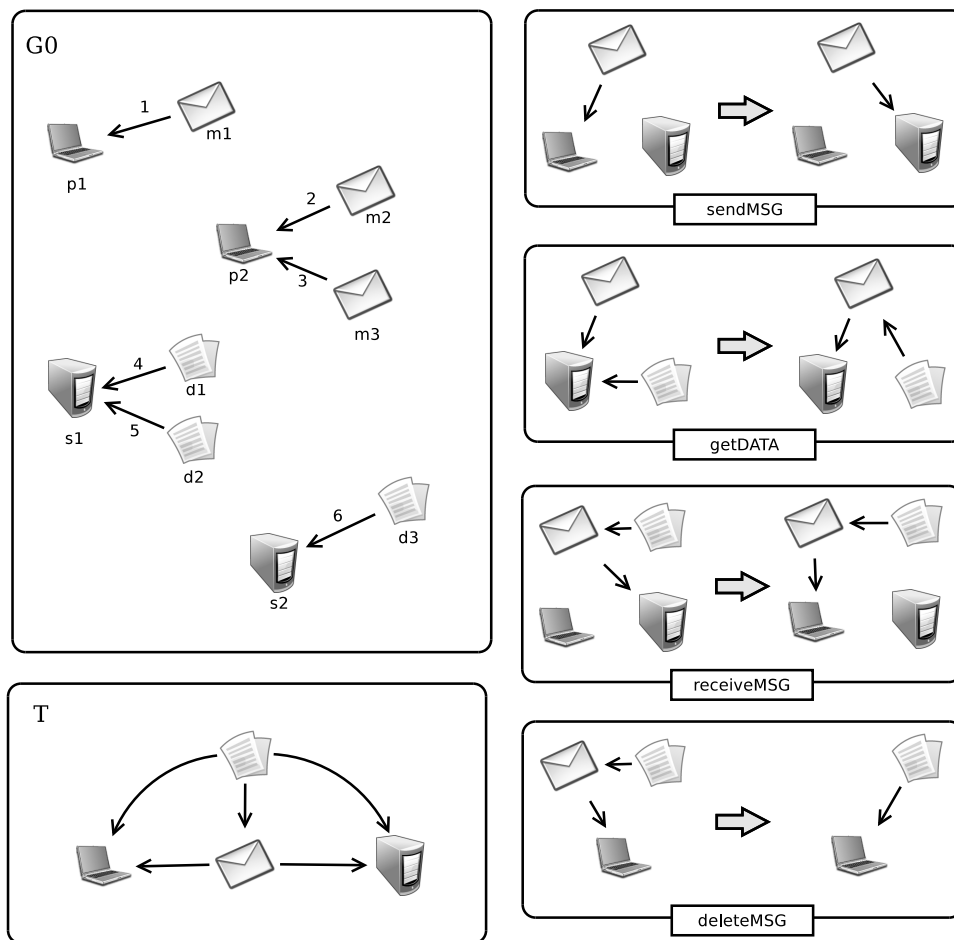 G0
1
m1
p1
2
m2
p2
3
m3
4
d1
s1
5
d2
6
d3
s2
T
sendMSG
getDATA
receiveMSG
deleteMSG